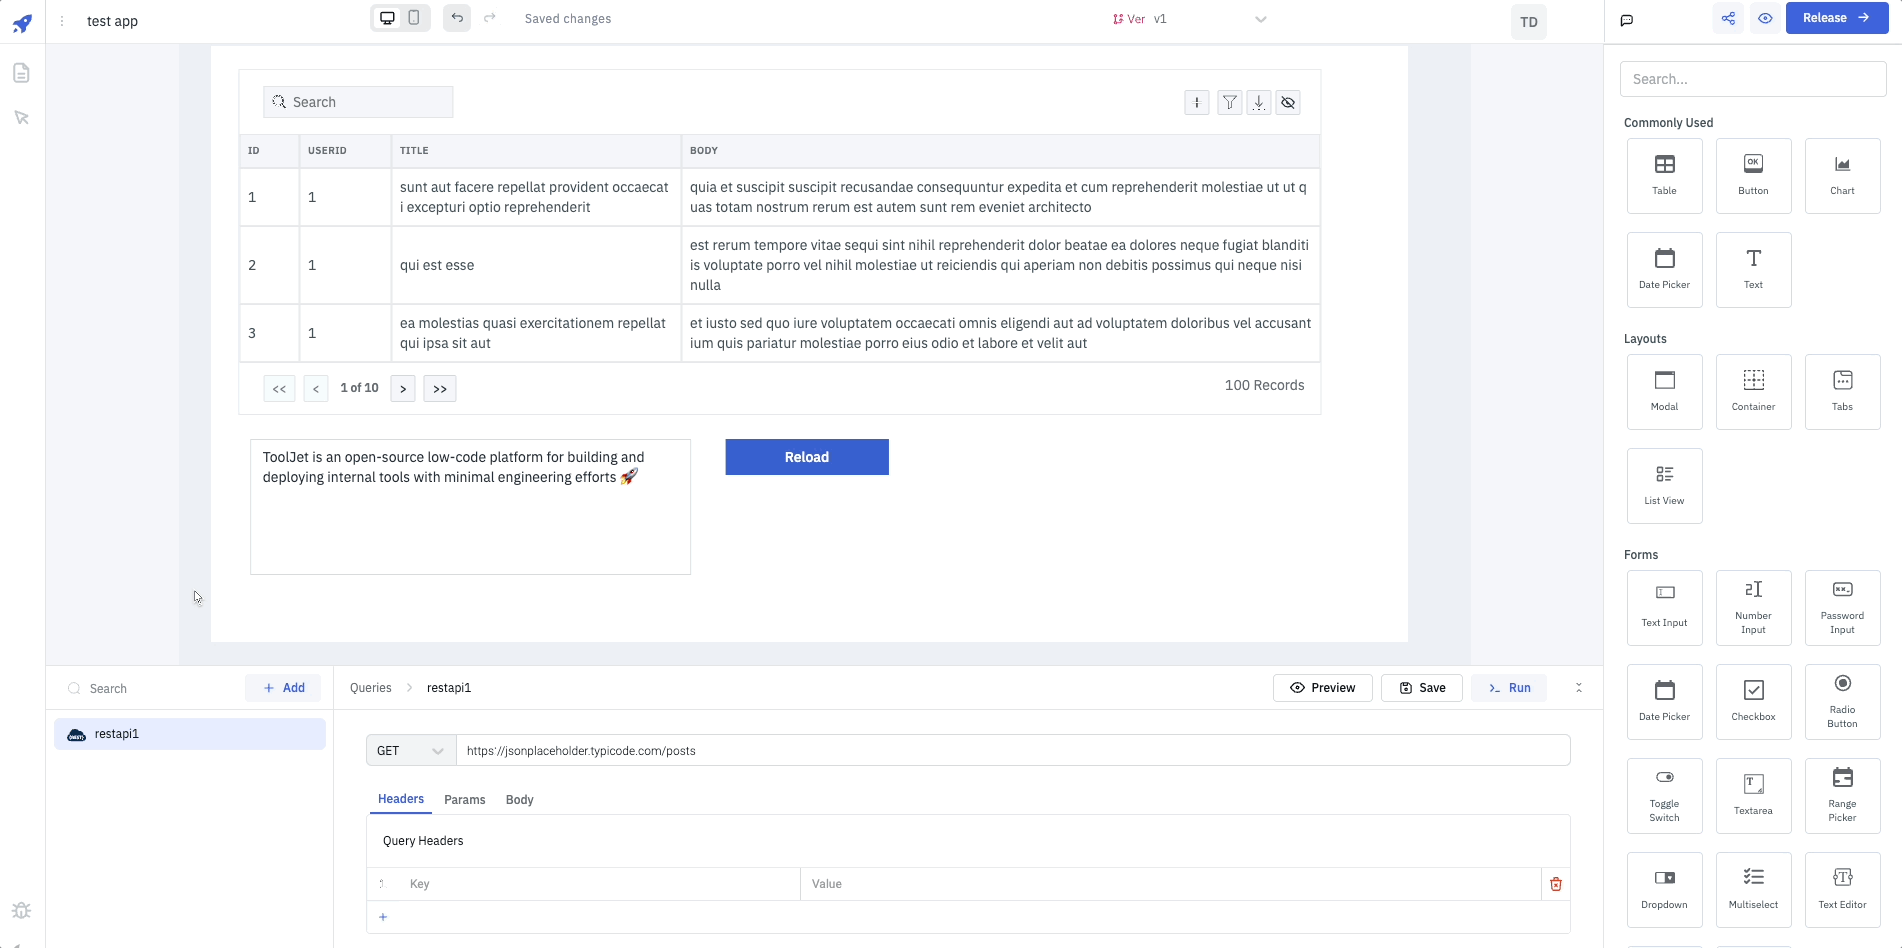 test app
Saved changes
Ver v1
TD
Release
Search
ID USERID TITLE BODY
1 1 sunt aut facere repellat provident occaecat quia et suscipit suscipit recusandae consequuntur expedita et cum reprehenderit molestiae ut ut q
i excepturi optio reprehenderit uas totam nostrum rerum est autem sunt rem eveniet architecto
2 1 qui est esse est rerum tempore vitae sequi sint nihil reprehenderit dolor beatae ea dolores neque fugiat blanditi
is voluptate porro vel nihil molestiae ut reiciendis qui aperiam non debitis possimus qui neque nisi
nulla
3 1 ea molestias quasi exercitationem repellat et iusto sed quo iure voluptatem occaecati omnis eligendi aut ad voluptatem doloribus vel accusant
qui ipsa sit aut ium quis pariatur molestiae porro eius odio et labore et velit aut
<< < 1 of 10 > >> 100 Records
ToolJet is an open-source low-code platform for building and
deploying internal tools with minimal engineering efforts 🚀
Reload
Search
Add
restapi1
Queries > restapi1
Preview
Save
Run
GET https://jsonplaceholder.typicode.com/posts
Headers Params Body
Query Headers
1 Key Value
+
Search...
Commonly Used
Table
OK
Button
Chart
Date Picker
Text
Layouts
Modal
Container
Tabs
List View
Forms
Text Input
Number
Input
Password
Input
Date Picker
Checkbox
Radio
Button
Toggle
Switch
Textarea
Range
Picker
Dropdown
Multiselect
Text Editor